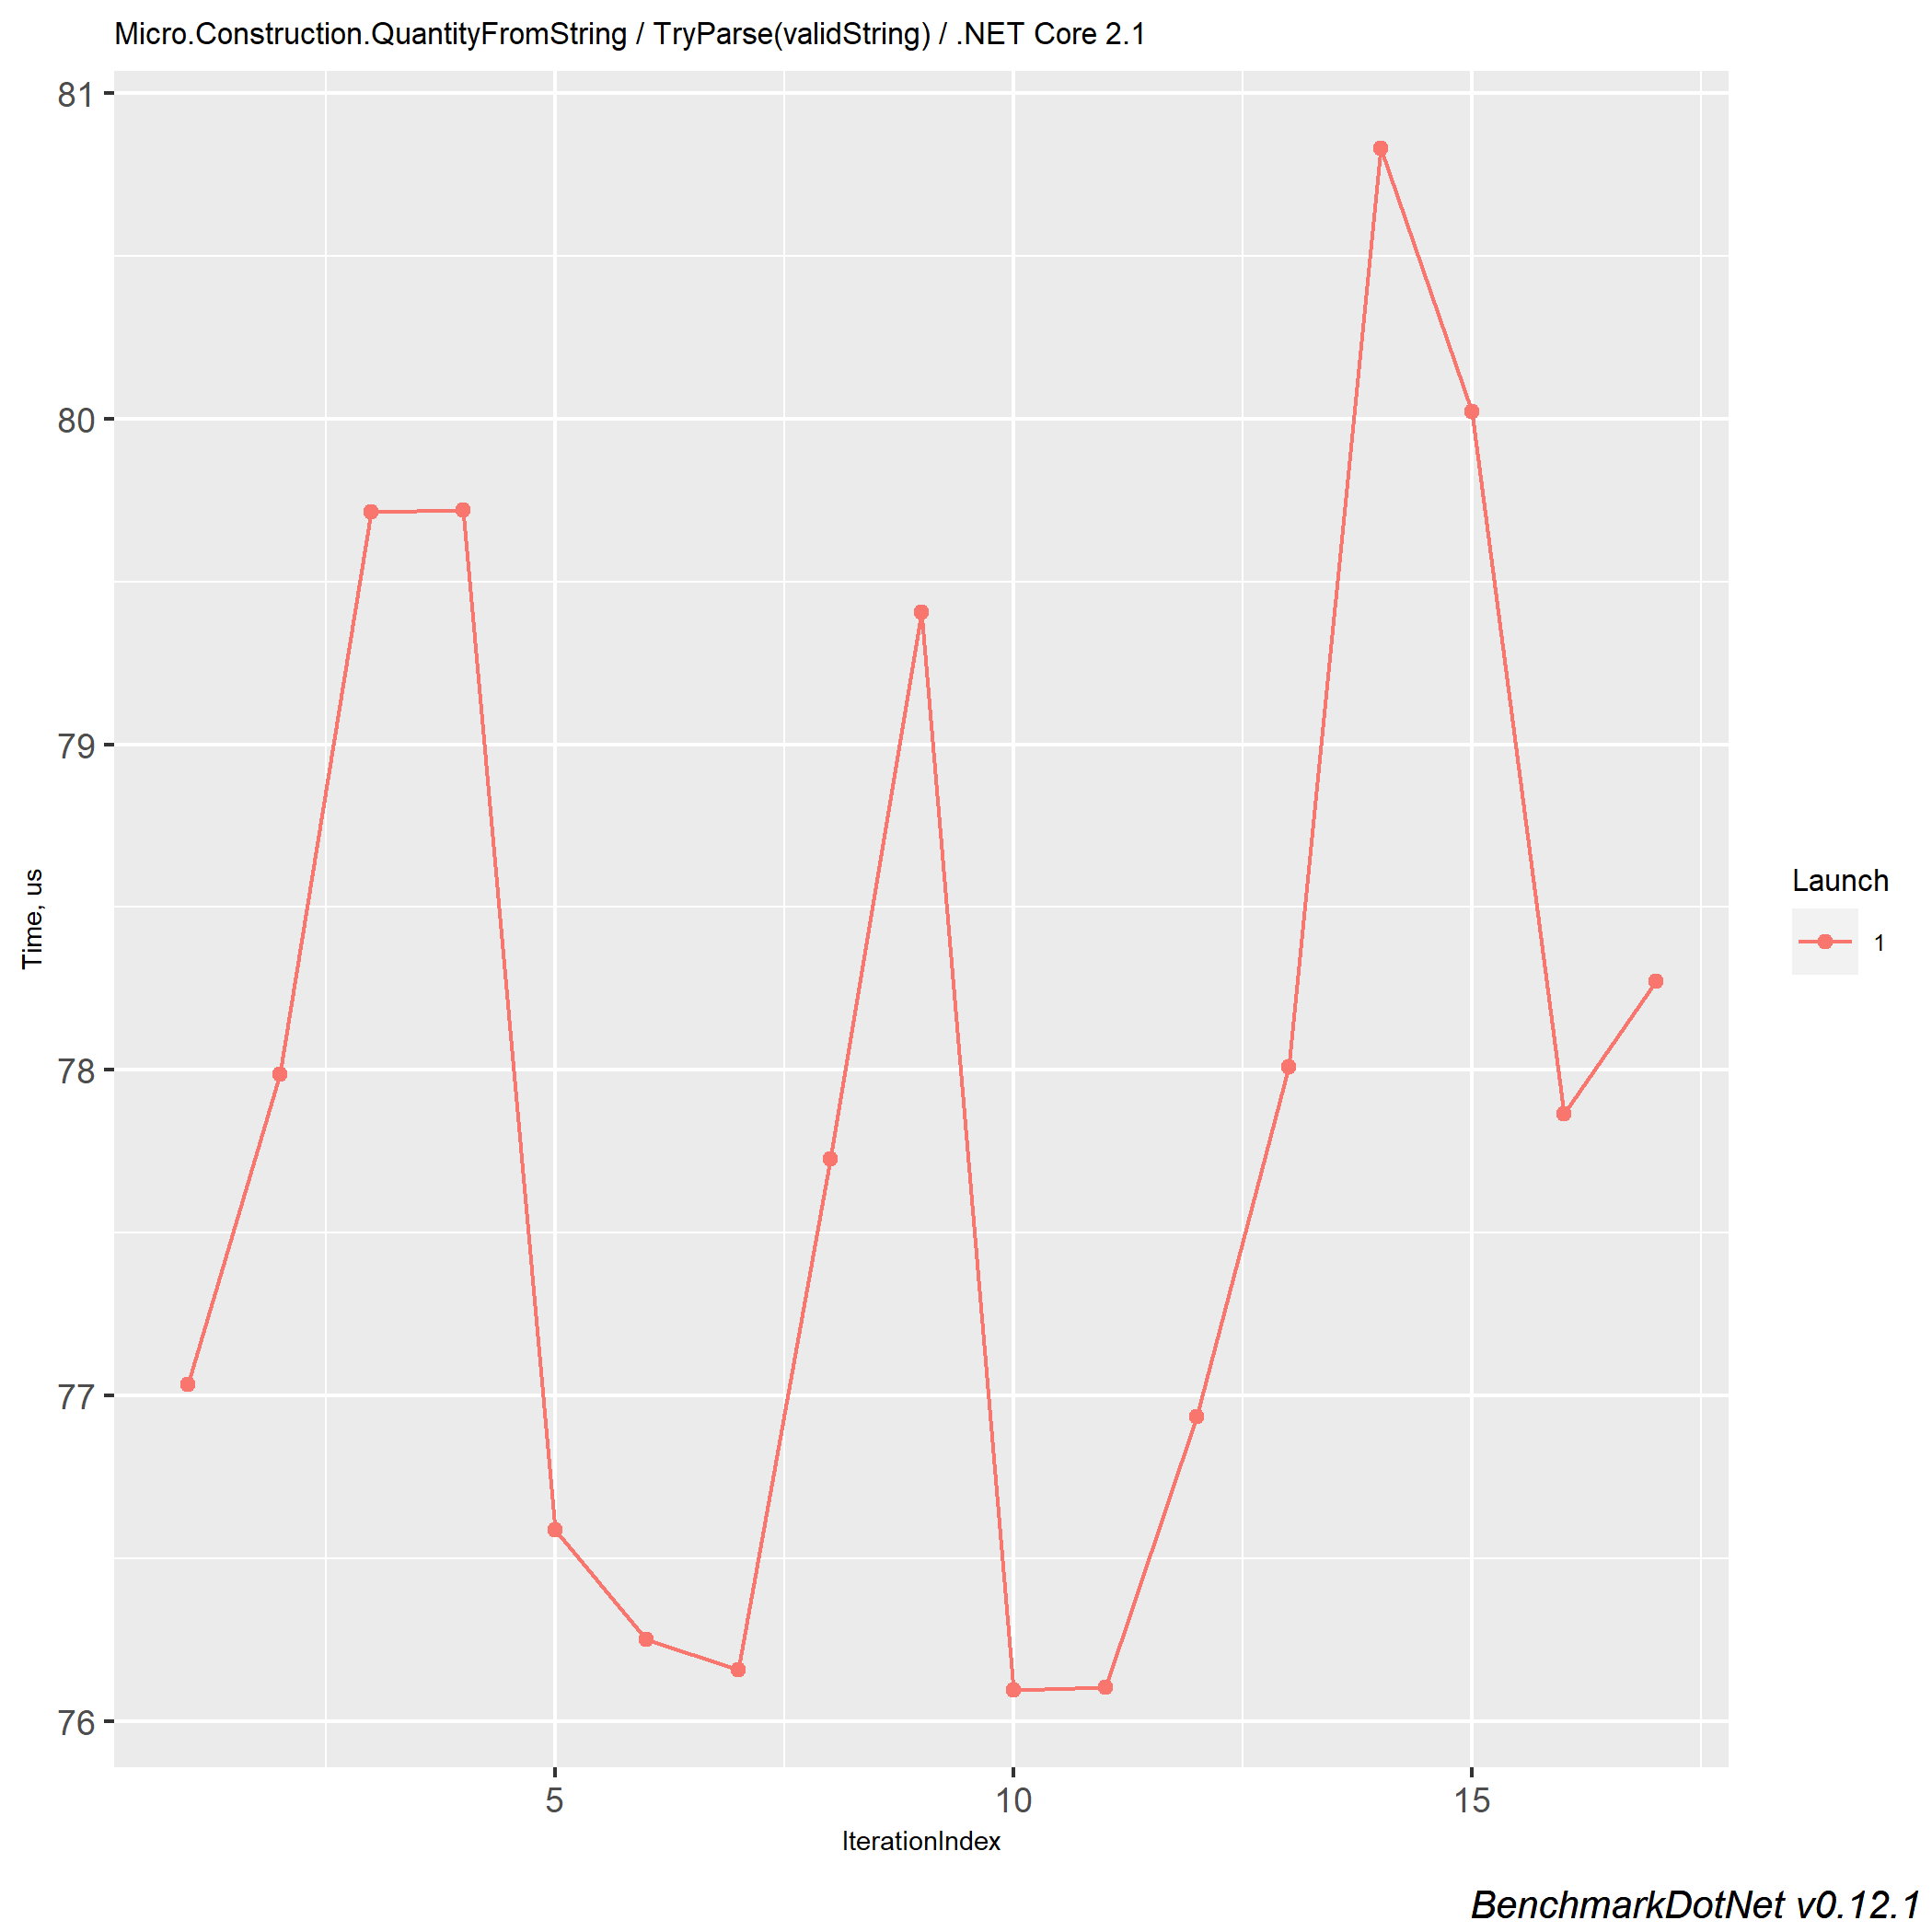 Micro.Construction.QuantityFromString / TryParse(validString) / .NET Core 2.1
81
80
79
78
77
76
Time, us
5
10
15
IterationIndex
Launch
1
BenchmarkDotNet v0.12.1